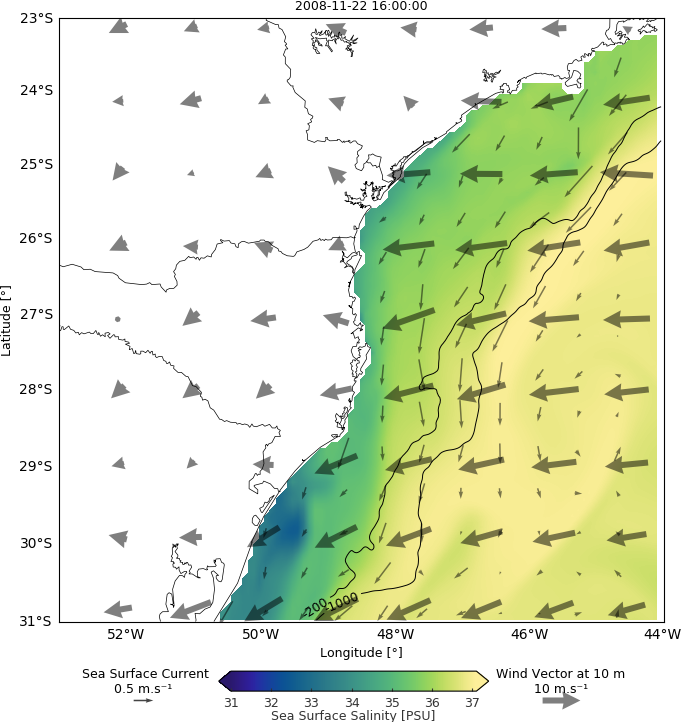 2008-11-22 16:00:00
23°S
24°S
25°S
26°S
27°S
28°S
29°S
30°S
31°S
Latitude [°]
-200
-1000
52°W 50°W 48°W 46°W 44°W
Longitude [°]
Sea Surface Current
0.5 m.s⁻¹
Wind Vector at 10 m
10 m.s⁻¹
31 32 33 34 35 36 37
Sea Surface Salinity [PSU]